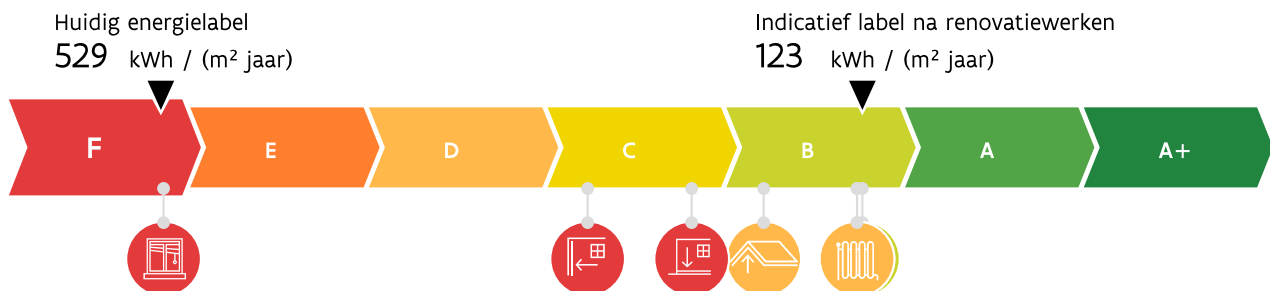 Huidig energielabel
529 kWh / (m² jaar)
Indicatief label na renovatiewerken
123 kWh / (m² jaar)
F
E
D
C
B
A
A+